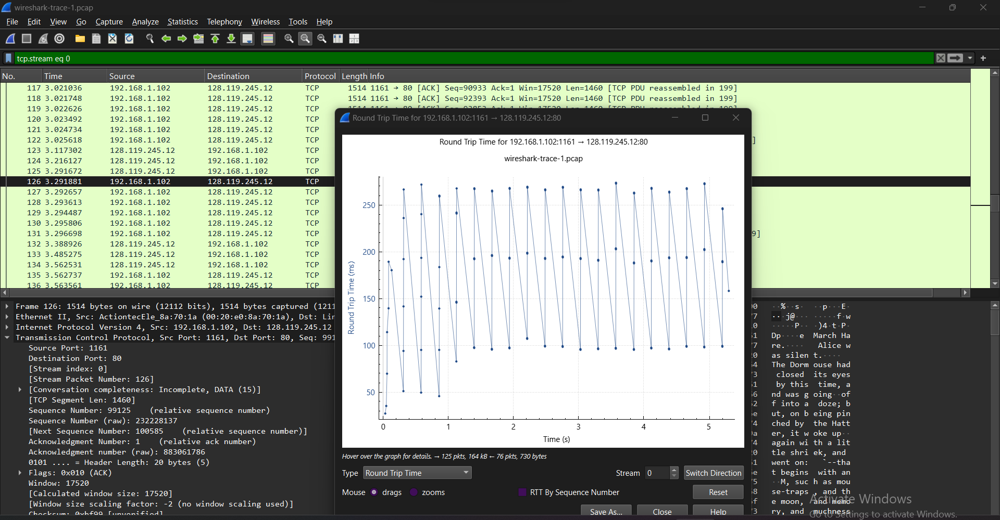 wireshark-trace-1.pcap
File Edit View Go Capture Analyze Statistics Telephony Wireless Tools Help
tcp.stream eq 0
No. Time Source Destination Protocol Length Info
117 3.021036 192.168.1.102 128.119.245.12 TCP 1514 1161 → 80 [ACK] Seq=90933 Ack=1 Win=17520 Len=1460 [TCP PDU reassembled in 199]
118 3.021748 192.168.1.102 128.119.245.12 TCP 1514 1161 → 80 [ACK] Seq=92393 Ack=1 Win=17520 Len=1460 [TCP PDU reassembled in 199]
119 3.022626 192.168.1.102 128.119.245.12 TCP
120 3.023492 192.168.1.102 128.119.245.12 TCP
121 3.024734 192.168.1.102 128.119.245.12 TCP
122 3.025618 192.168.1.102 128.119.245.12 TCP ]
123 3.117302 128.119.245.12 192.168.1.102 TCP
124 3.216127 128.119.245.12 192.168.1.102 TCP
125 3.291672 128.119.245.12 192.168.1.102 TCP
126 3.291881 192.168.1.102 128.119.245.12 TCP
127 3.292657 192.168.1.102 128.119.245.12 TCP
128 3.293613 192.168.1.102 128.119.245.12 TCP
129 3.294487 192.168.1.102 128.119.245.12 TCP
130 3.295806 192.168.1.102 128.119.245.12 TCP
131 3.296698 192.168.1.102 128.119.245.12 TCP 9]
132 3.388926 128.119.245.12 192.168.1.102 TCP
133 3.485275 128.119.245.12 192.168.1.102 TCP
134 3.562531 128.119.245.12 192.168.1.102 TCP
135 3.562737 192.168.1.102 128.119.245.12 TCP
136 3.563561 192.168.1.102 128.119.245.12 TCP
Frame 126: 1514 bytes on wire (12112 bits), 1514 bytes captured (1211
Ethernet II, Src: ActiontecEle_8a:70:1a (00:20:e0:8a:70:1a), Dst: Lin
Internet Protocol Version 4, Src: 192.168.1.102, Dst: 128.119.245.12
Transmission Control Protocol, Src Port: 1161, Dst Port: 80, Seq: 991
Source Port: 1161
Destination Port: 80
[Stream index: 0]
[Stream Packet Number: 126]
[Conversation completeness: Incomplete, DATA (15)]
[TCP Segment Len: 1460]
Sequence Number: 99125 (relative sequence number)
Sequence Number (raw): 232228137
[Next Sequence Number: 100585 (relative sequence number)]
Acknowledgment Number: 1 (relative ack number)
Acknowledgment number (raw): 883061786
0101 .... = Header Length: 20 bytes (5)
Flags: 0x010 (ACK)
Window: 17520
[Calculated window size: 17520]
[Window size scaling factor: -2 (no window scaling used)]
Checksum: 0xbf99 [unverified]
Round Trip Time for 192.168.1.102:1161 → 128.119.245.12:80
Round Trip Time for 192.168.1.102:1161 → 128.119.245.12:80
wireshark-trace-1.pcap
Round Trip Time (ms)
250
200
150
100
50
0 1 2 3 4 5
Time (s)
Hover over the graph for details. → 125 pkts, 164 kB ← 76 pkts, 730 bytes
Type Round Trip Time Stream 0 Switch Direction
Mouse drags zooms RTT By Sequence Number Reset
Save As... Close Help
0 ··%··s· ··p···E·
7 ···j@··· ·····f·w
0 ·····P·· ·)4·t·P·
1 Dp····e March Ha
7 re.···· Alice w
0 as silen t.····
4 The Dorm ouse had
3 closed its eyes
1 by this time, a
6 nd was g oing··of
2 f into a doze; b
e ut, on b eing pin
4 ched by the Hatt
a er, it w oke up··
4 again wi th a lit
0 tle shri ek, and
1 went on: `--tha
e t begins with an
5 ··M, suc h as mou
8 se-traps , and th
f e moon, and memo
3 ry, and muchness
Activate Windows
Go to Settings to activate Windows.